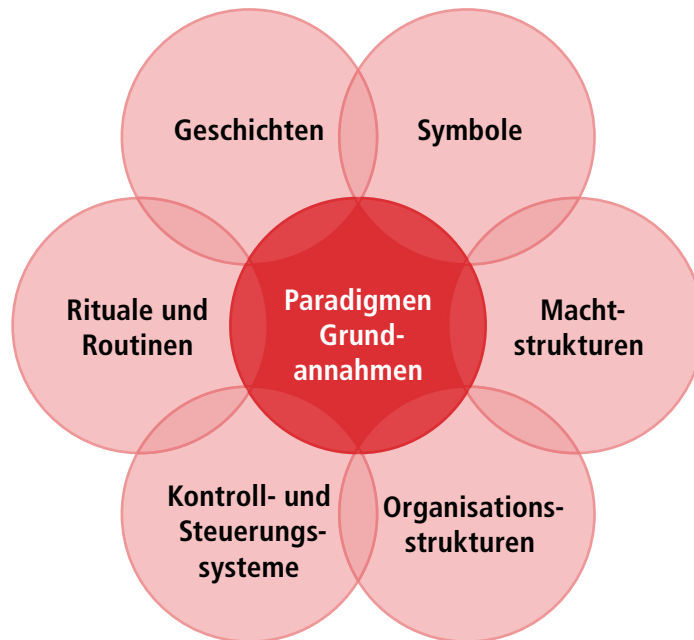 Geschichten
Symbole
Rituale und
Routinen
Paradigmen
Grund-
annahmen
Macht-
strukturen
Kontroll- und
Steuerungs-
systeme
Organisations-
strukturen